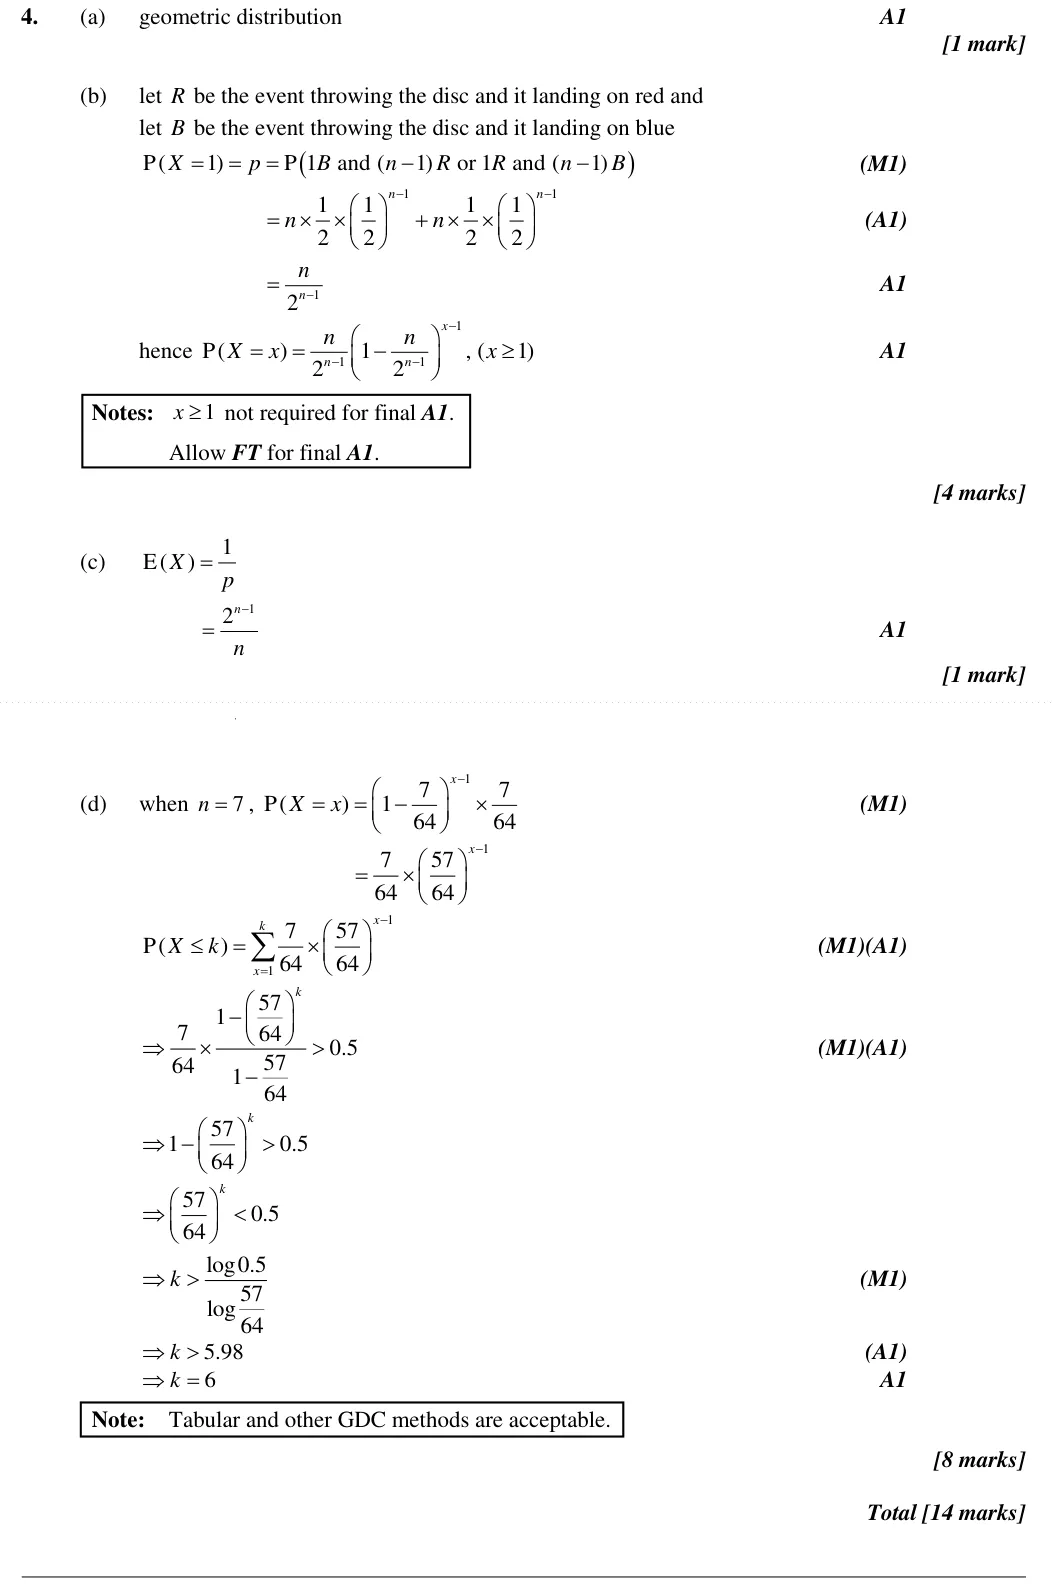 4. (a) geometric distribution A1
[1 mark]
(b) let R be the event throwing the disc and it landing on red and
let B be the event throwing the disc and it landing on blue
P(X = 1) = p = P(1B and (n − 1)R or 1R and (n − 1)B) (M1)
= n × 1/2 × (1/2)^(n−1) + n × 1/2 × (1/2)^(n−1) (A1)
= n/2^(n−1) A1
hence P(X = x) = n/2^(n−1) (1 − n/2^(n−1))^(x−1), (x ≥ 1) A1
Notes: x ≥ 1 not required for final A1.
Allow FT for final A1.
[4 marks]
(c) E(X) = 1/p
= 2^(n−1)/n A1
[1 mark]
(d) when n = 7, P(X = x) = (1 − 7/64)^(x−1) × 7/64 (M1)
= 7/64 × (57/64)^(x−1)
P(X ≤ k) = ∑_(x=1)^k 7/64 × (57/64)^(x−1) (M1)(A1)
⇒ 7/64 × (1 − (57/64)^k)/(1 − 57/64) > 0.5 (M1)(A1)
⇒ 1 − (57/64)^k > 0.5
⇒ (57/64)^k < 0.5
⇒ k > log 0.5/log 57/64 (M1)
⇒ k > 5.98 (A1)
⇒ k = 6 A1
Note: Tabular and other GDC methods are acceptable.
[8 marks]
Total [14 marks]